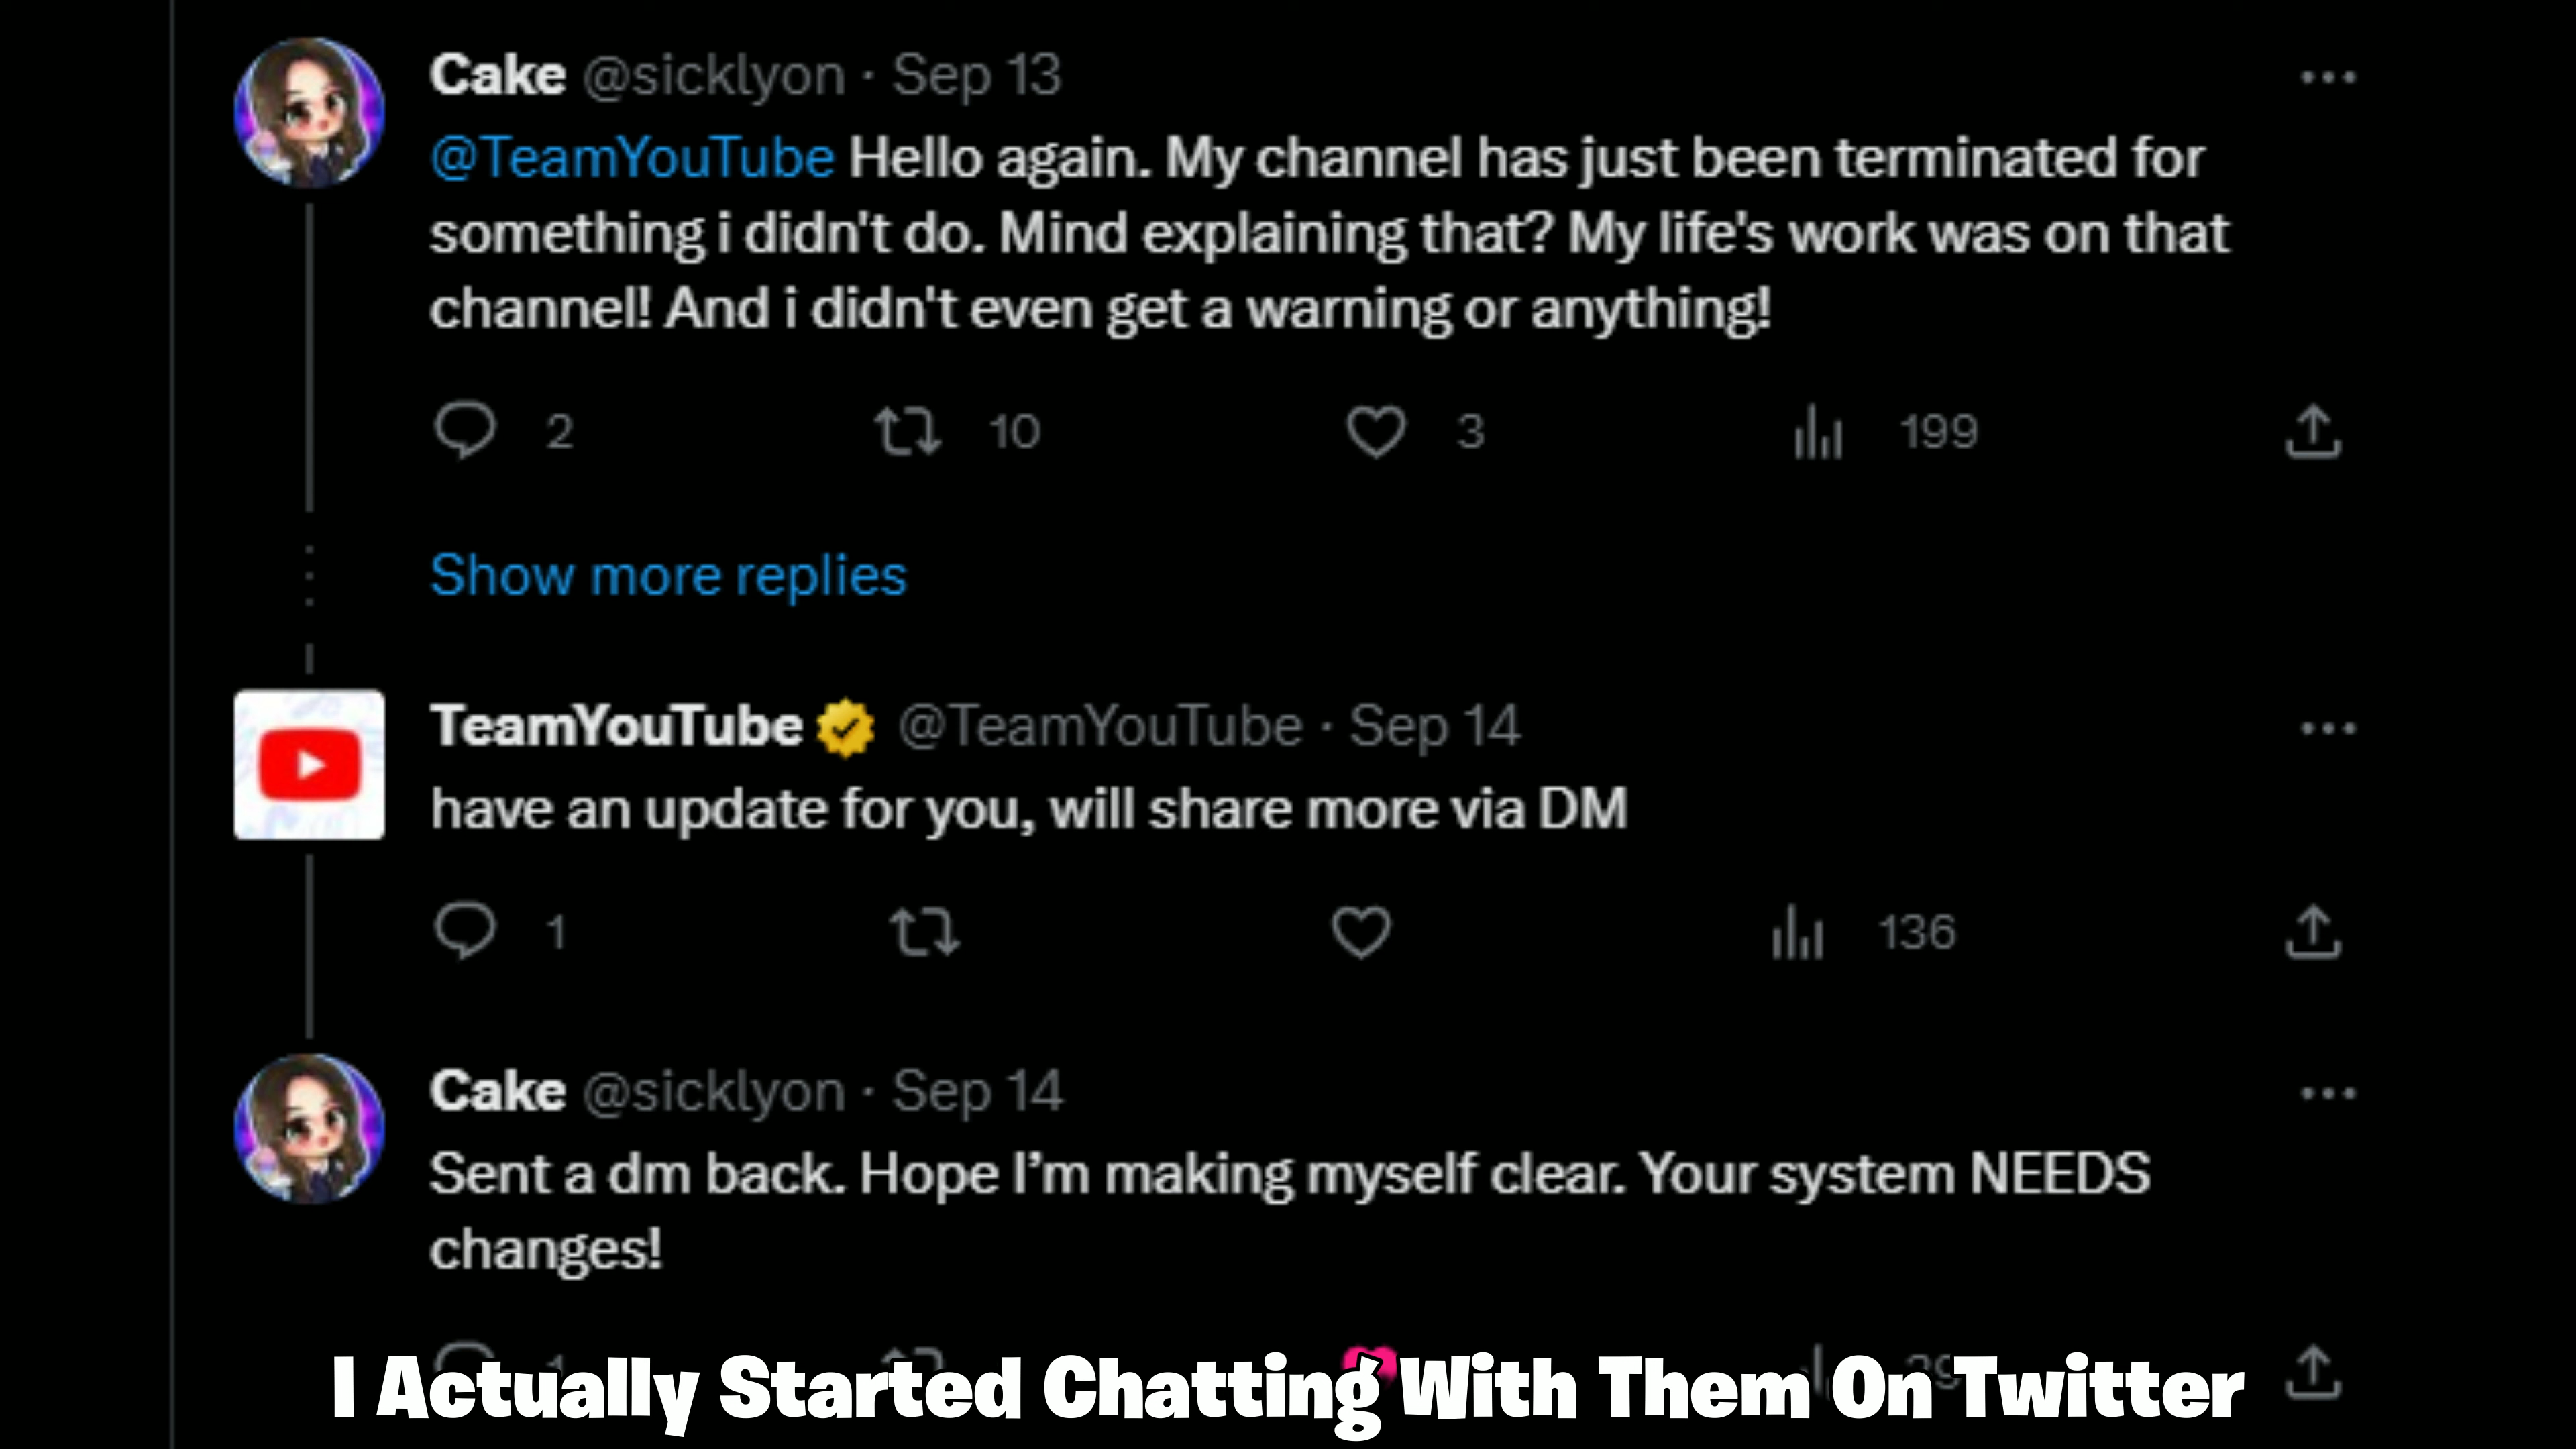 Cake @sicklyon · Sep 13
@TeamYouTube Hello again. My channel has just been terminated for
something i didn't do. Mind explaining that? My life's work was on that
channel! And i didn't even get a warning or anything!
2 10 3 199
Show more replies
TeamYouTube @TeamYouTube · Sep 14
have an update for you, will share more via DM
1 136
Cake @sicklyon · Sep 14
Sent a dm back. Hope I’m making myself clear. Your system NEEDS
changes!
I Actually Started Chatting With Them On Twitter